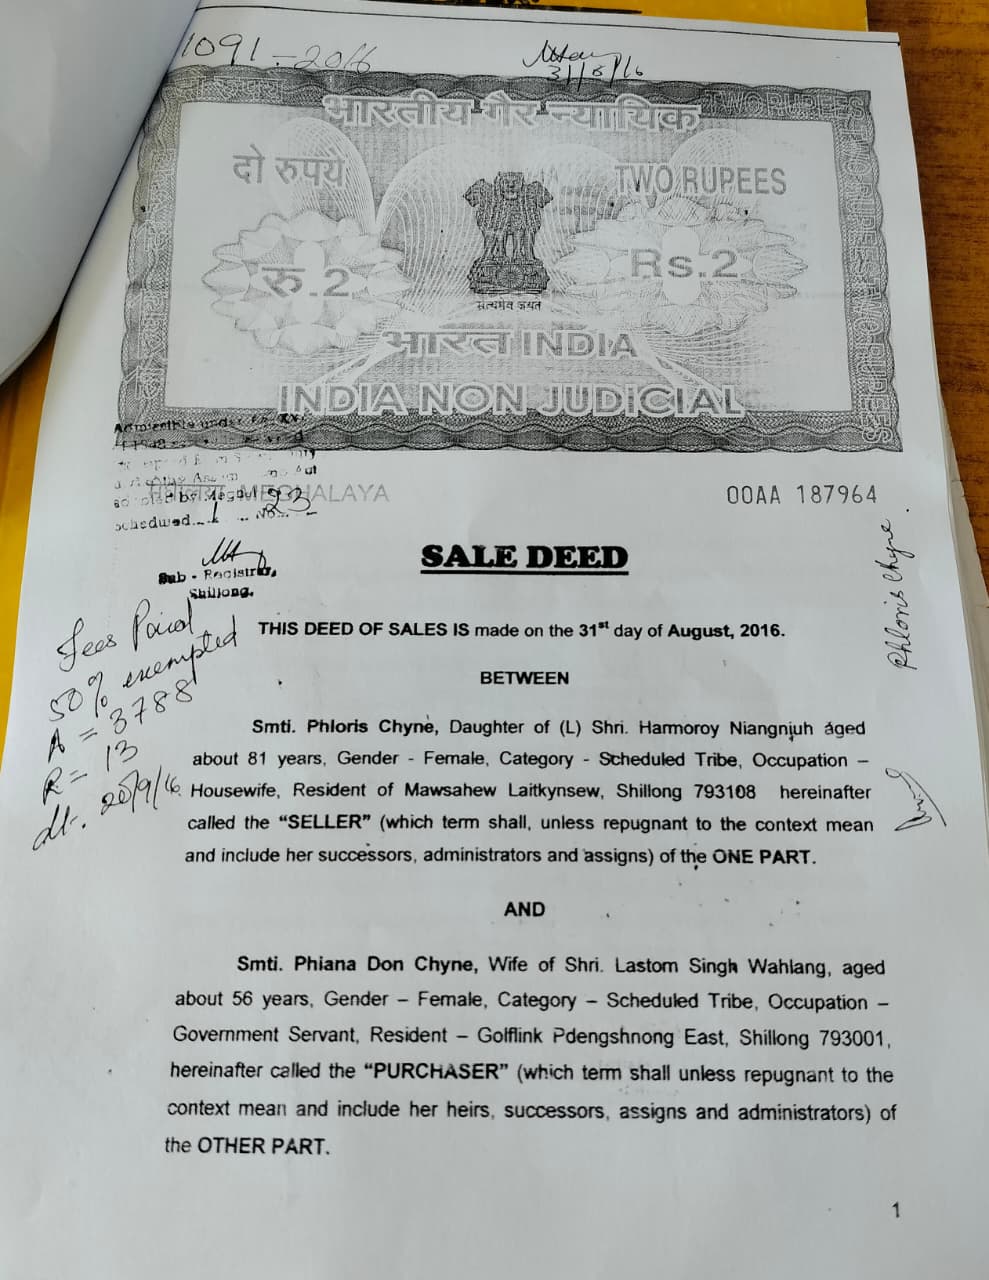 1091-2016
31/8/16
भारतीय गैर न्यायिक
दो रुपये
TWO RUPEES
रु.2
Rs.2
सत्यमेव जयते
भारत INDIA
INDIA NON JUDICIAL
TWO RUPEES
Admissible under
Schedued 1 No. 23
MEGHALAYA
00AA 187964
Sub - Registrar,
Shillong.
SALE DEED
Fees Paid
50% exempted
A = 3788
R = 13
dt. 20/9/16
Phloris Chyne.
THIS DEED OF SALES IS made on the 31st day of August, 2016.
BETWEEN
Smti. Phloris Chyne, Daughter of (L) Shri. Harmoroy Niangnjuh aged
about 81 years, Gender - Female, Category - Scheduled Tribe, Occupation –
Housewife, Resident of Mawsahew Laitkynsew, Shillong 793108 hereinafter
called the “SELLER” (which term shall, unless repugnant to the context mean
and include her successors, administrators and assigns) of the ONE PART.
AND
Smti. Phiana Don Chyne, Wife of Shri. Lastom Singh Wahlang, aged
about 56 years, Gender – Female, Category – Scheduled Tribe, Occupation –
Government Servant, Resident – Golflink Pdengshnong East, Shillong 793001,
hereinafter called the “PURCHASER” (which term shall unless repugnant to the
context mean and include her heirs, successors, assigns and administrators) of
the OTHER PART.
1